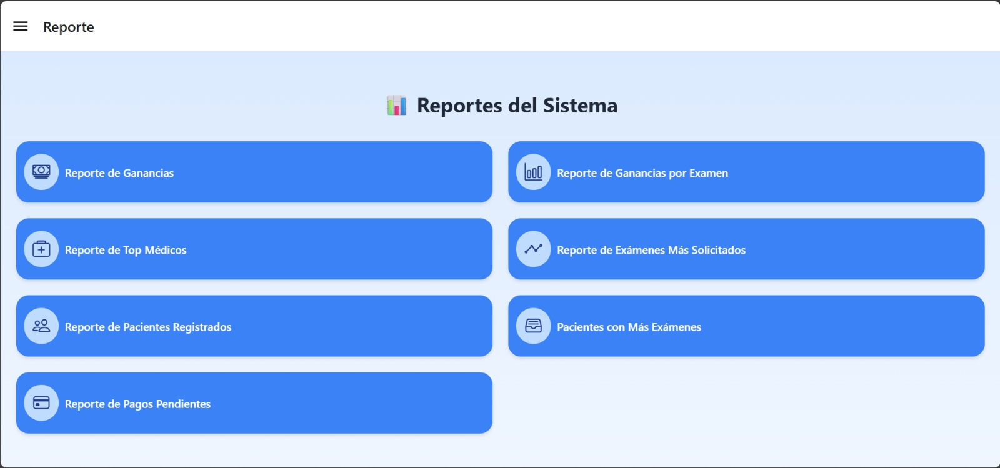 Reporte
Reportes del Sistema
Reporte de Ganancias
Reporte de Ganancias por Examen
Reporte de Top Médicos
Reporte de Exámenes Más Solicitados
Reporte de Pacientes Registrados
Pacientes con Más Exámenes
Reporte de Pagos Pendientes